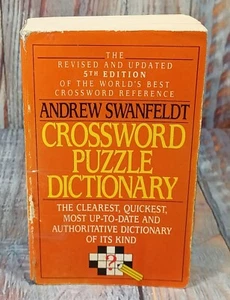 THE
REVISED AND UPDATED
5TH EDITION
OF THE WORLD'S BEST
CROSSWORD REFERENCE
ANDREW SWANFELDT
CROSSWORD
PUZZLE
DICTIONARY
THE CLEAREST, QUICKEST,
MOST UP-TO-DATE AND
AUTHORITATIVE DICTIONARY
OF ITS KIND
?